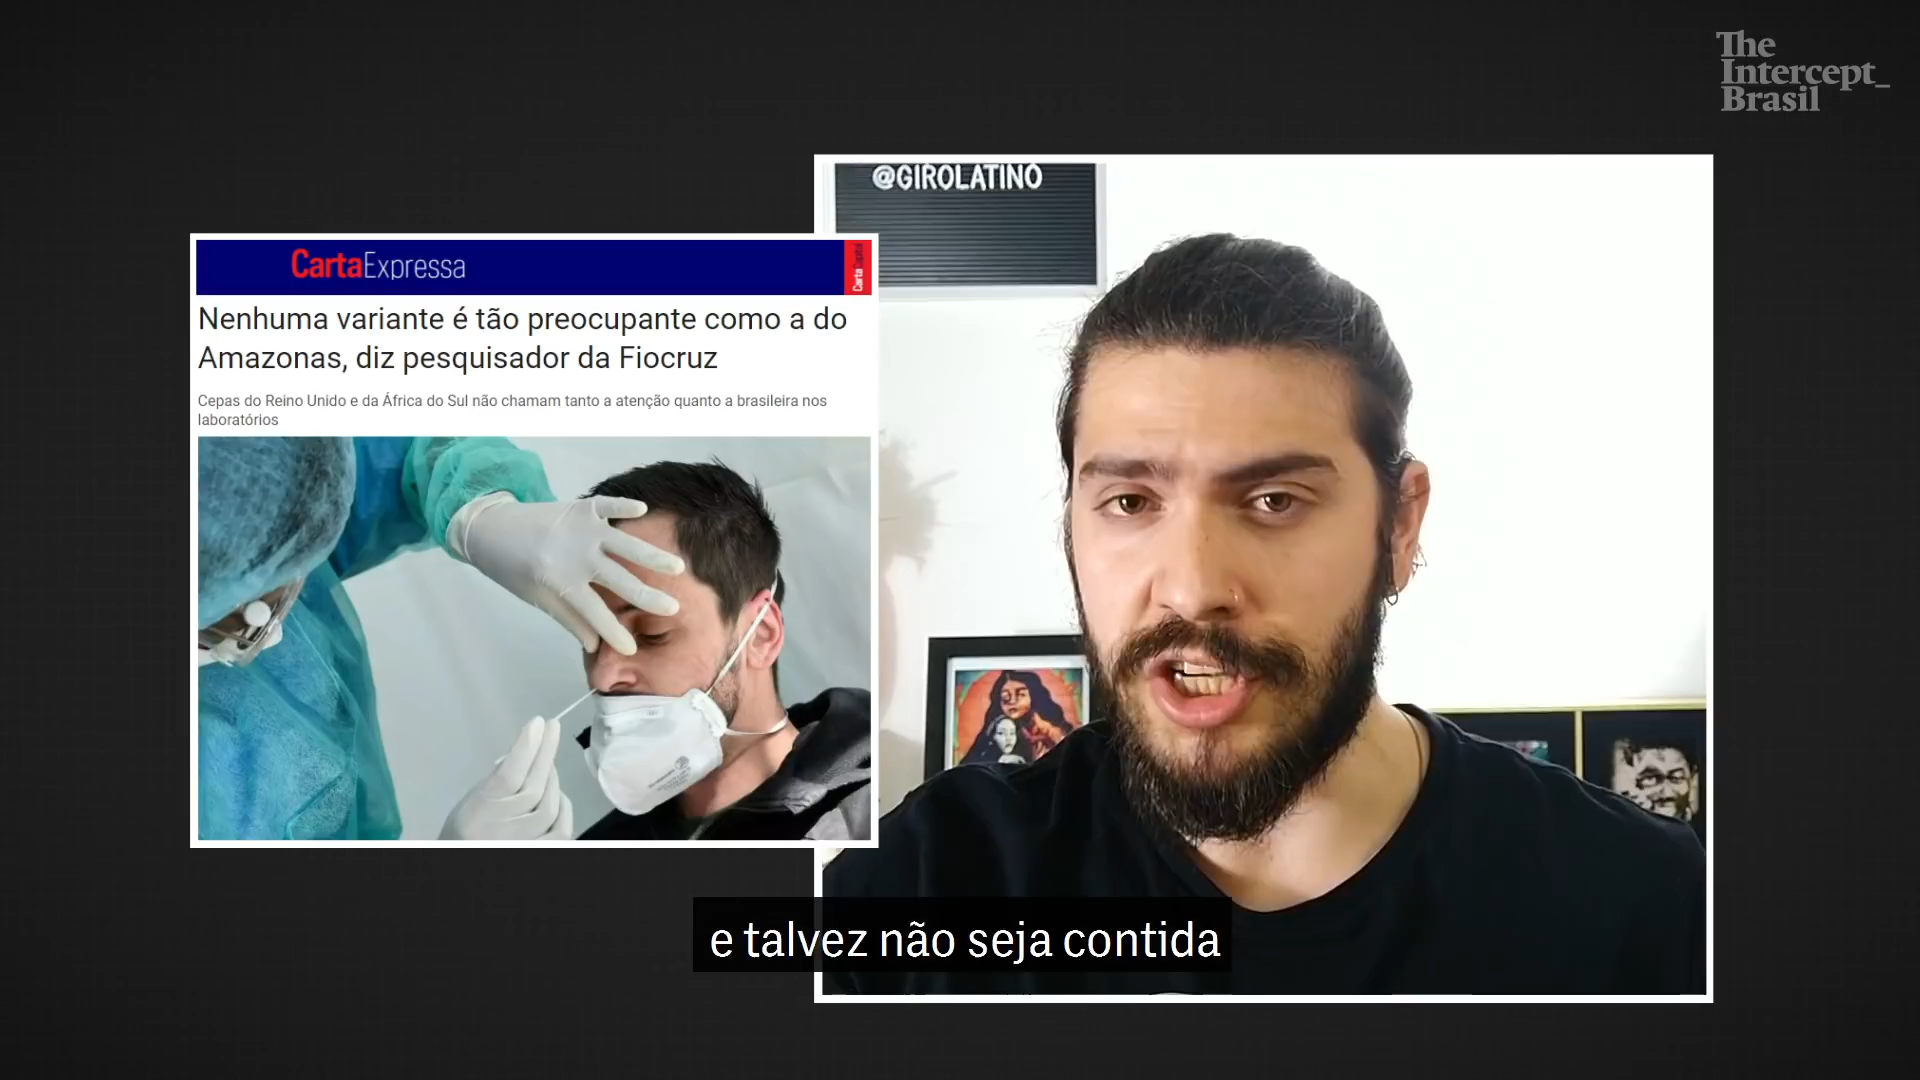 The
Intercept_
Brasil
@GIROLATINO
CartaExpressa
CartaCapital
Nenhuma variante é tão preocupante como a do
Amazonas, diz pesquisador da Fiocruz
Cepas do Reino Unido e da África do Sul não chamam tanto a atenção quanto a brasileira nos
laboratórios
e talvez não seja contida